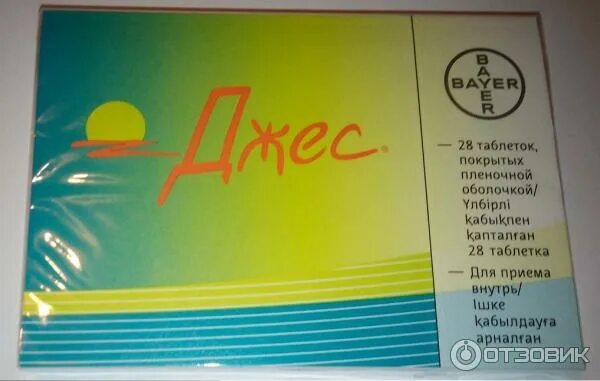 Джес®
BAYER
BAYER
— 28 таблеток,
покрытых
пленочной
оболочкой/
Үлбірлі
қабықпен
қапталған
28 таблетка
— Для приема
внутрь/
Ішке
қабылдауға
арналған
ОТЗОВИК